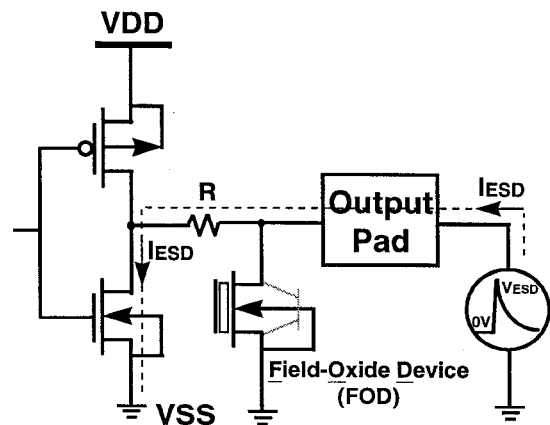 VDD
R
IESD
Output
Pad
IESD
VESD
0V
Field-Oxide Device
(FOD)
VSS